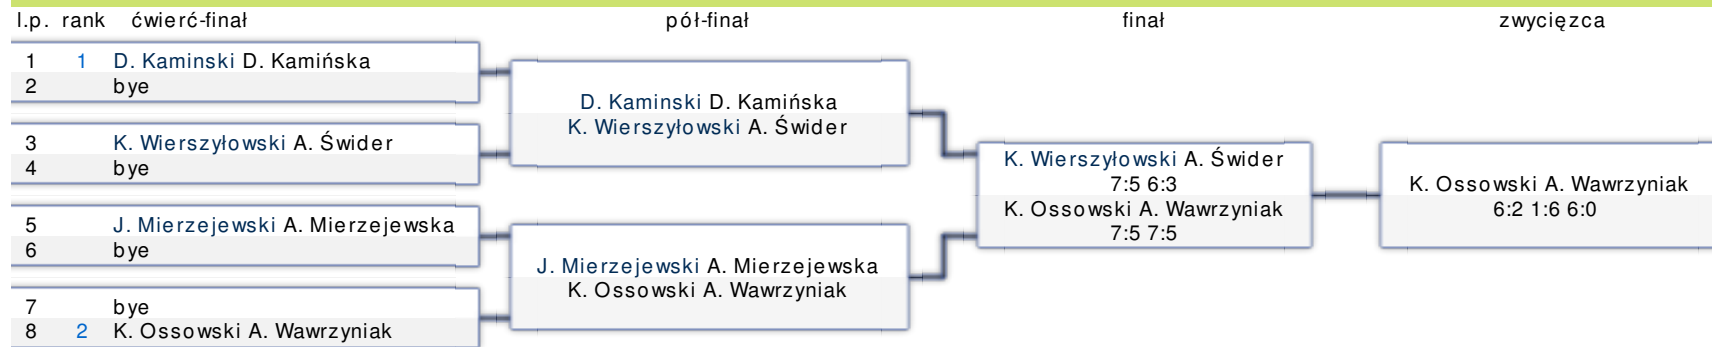 l.p. rank ćwierć-finał pół-finał finał zwycięzca
1 1 D. Kaminski D. Kamińska
2 bye
3 K. Wierszyłowski A. Świder
4 bye
5 J. Mierzejewski A. Mierzejewska
6 bye
7 bye
8 2 K. Ossowski A. Wawrzyniak
D. Kaminski D. Kamińska
K. Wierszyłowski A. Świder
J. Mierzejewski A. Mierzejewska
K. Ossowski A. Wawrzyniak
K. Wierszyłowski A. Świder
7:5 6:3
K. Ossowski A. Wawrzyniak
7:5 7:5
K. Ossowski A. Wawrzyniak
6:2 1:6 6:0